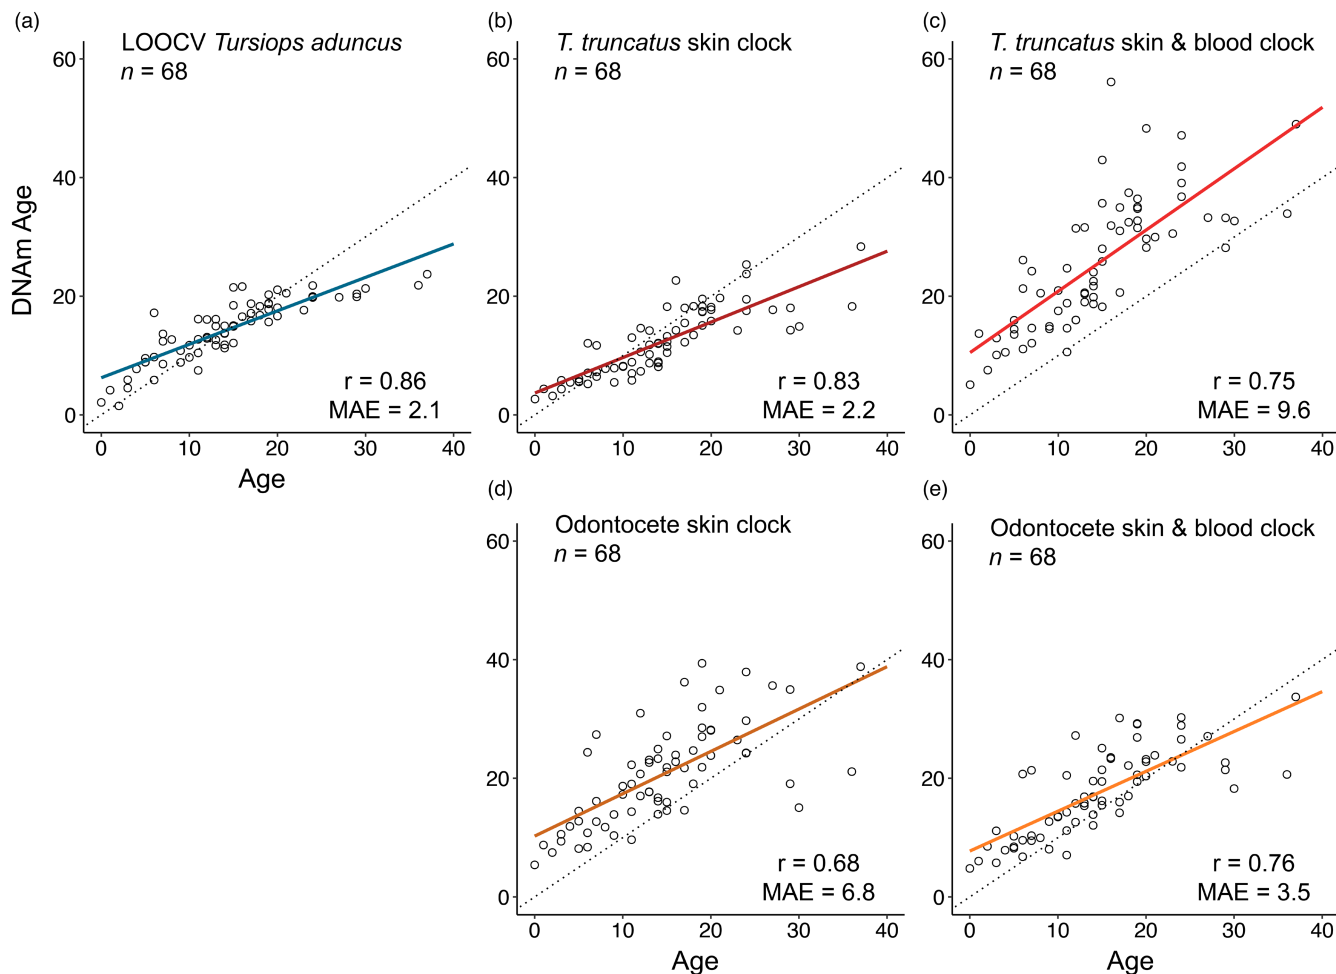 (a)
LOOCV Tursiops aduncus
n = 68
60
40
20
0
DNAm Age
r = 0.86
MAE = 2.1
0 10 20 30 40
Age
(b)
T. truncatus skin clock
n = 68
60
40
20
0
r = 0.83
MAE = 2.2
0 10 20 30 40
(c)
T. truncatus skin & blood clock
n = 68
60
40
20
0
r = 0.75
MAE = 9.6
0 10 20 30 40
(d)
Odontocete skin clock
n = 68
60
40
20
0
r = 0.68
MAE = 6.8
0 10 20 30 40
Age
(e)
Odontocete skin & blood clock
n = 68
60
40
20
0
r = 0.76
MAE = 3.5
0 10 20 30 40
Age